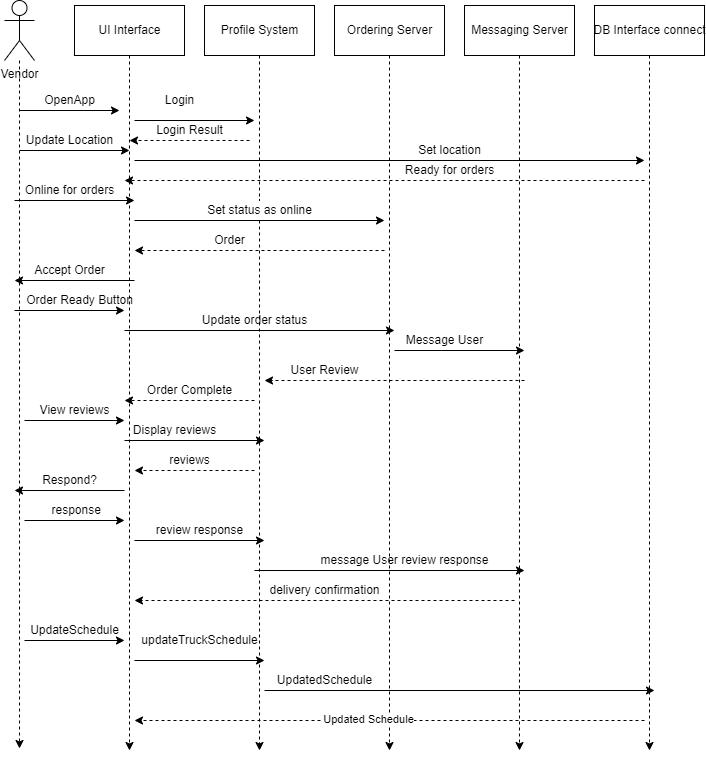 UI Interface
Profile System
Ordering Server
Messaging Server
DB Interface connect
Vendor
OpenApp
Login
Login Result
Update Location
Set location
Ready for orders
Online for orders
Set status as online
Order
Accept Order
Order Ready Button
Update order status
Message User
User Review
Order Complete
View reviews
Display reviews
reviews
Respond?
response
review response
message User review response
delivery confirmation
UpdateSchedule
updateTruckSchedule
UpdatedSchedule
Updated Schedule